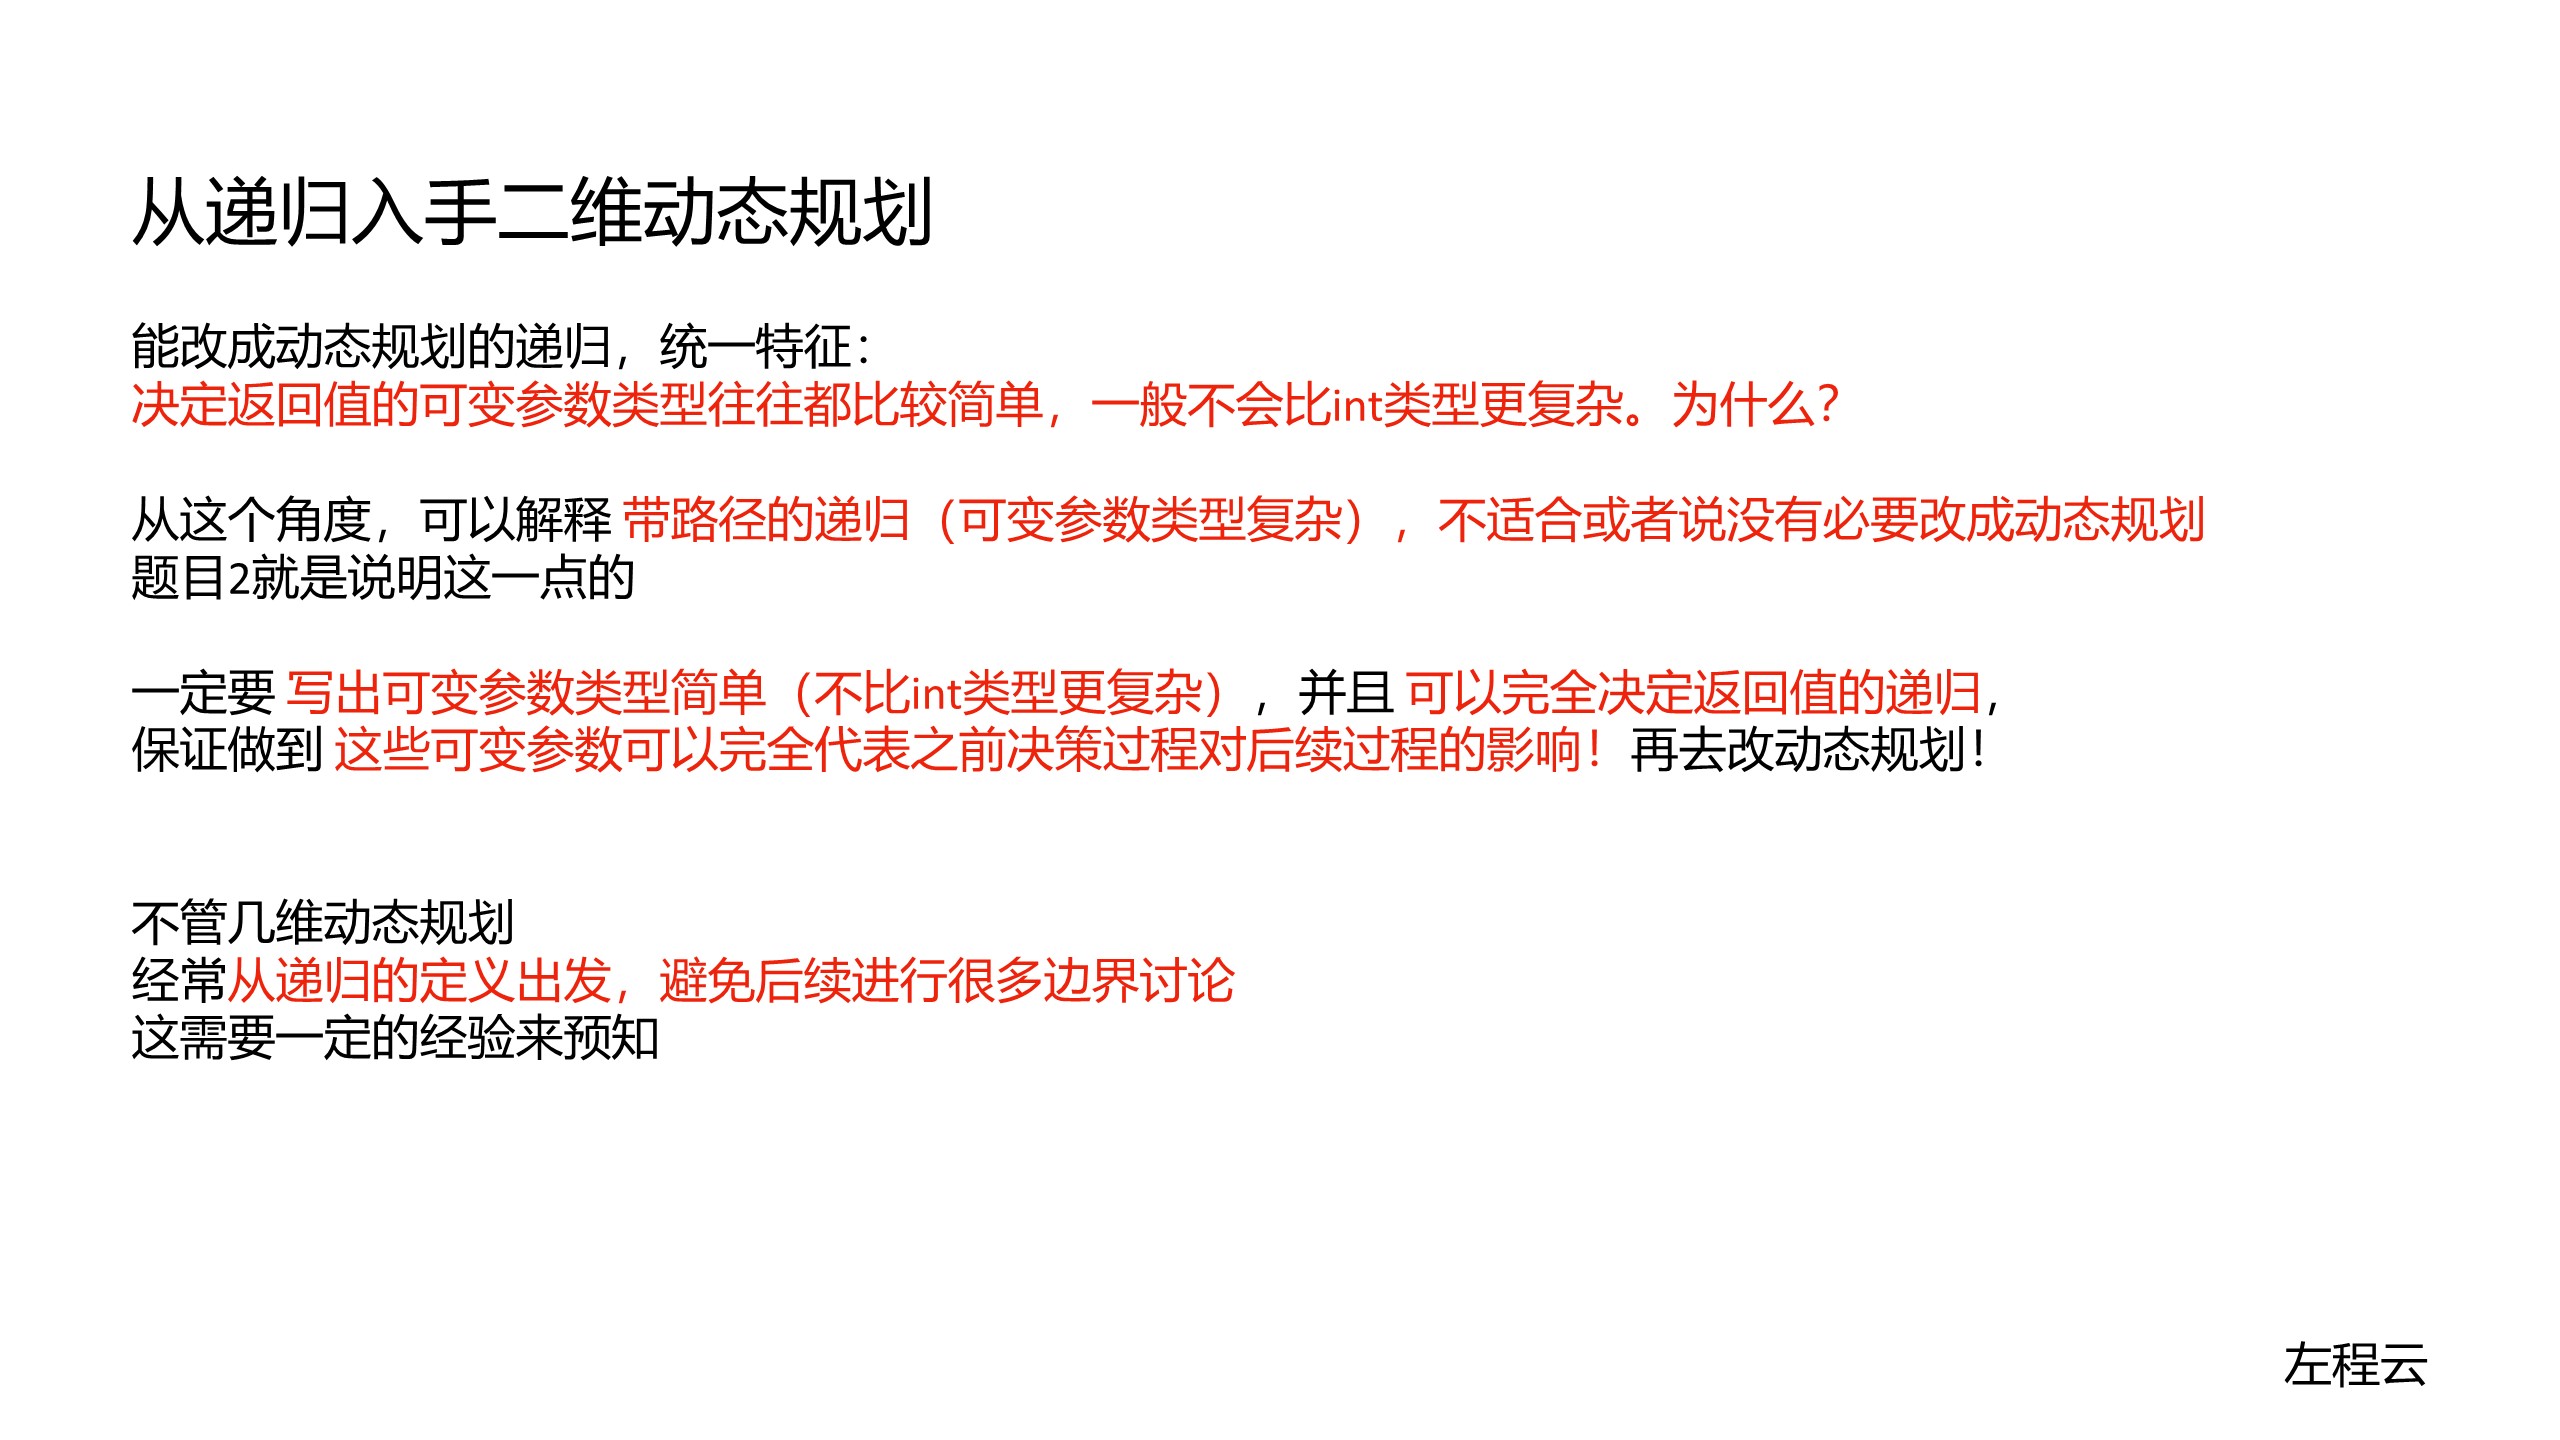 从递归入手二维动态规划
能改成动态规划的递归，统一特征：
决定返回值的可变参数类型往往都比较简单，一般不会比int类型更复杂。为什么？
从这个角度，可以解释 带路径的递归（可变参数类型复杂），不适合或者说没有必要改成动态规划
题目2就是说明这一点的
一定要 写出可变参数类型简单（不比int类型更复杂），并且 可以完全决定返回值的递归，
保证做到 这些可变参数可以完全代表之前决策过程对后续过程的影响！再去改动态规划！
不管几维动态规划
经常从递归的定义出发，避免后续进行很多边界讨论
这需要一定的经验来预知
左程云